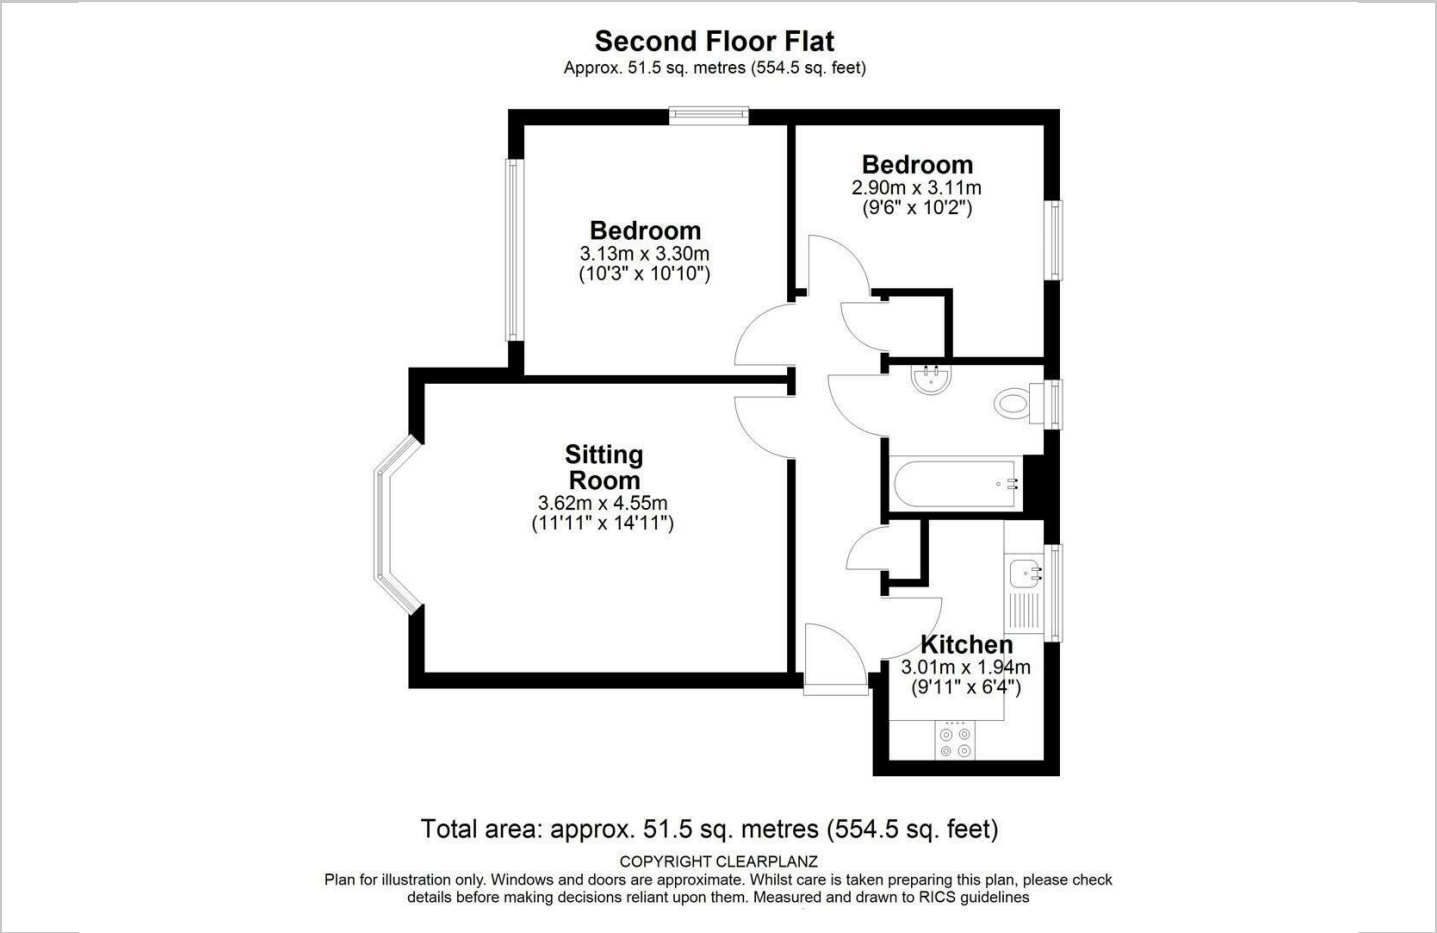 Second Floor Flat
Approx. 51.5 sq. metres (554.5 sq. feet)
Bedroom
2.90m x 3.11m
(9'6" x 10'2")
Bedroom
3.13m x 3.30m
(10'3" x 10'10")
Sitting
Room
3.62m x 4.55m
(11'11" x 14'11")
Kitchen
3.01m x 1.94m
(9'11" x 6'4")
Total area: approx. 51.5 sq. metres (554.5 sq. feet)
COPYRIGHT CLEARPLANZ
Plan for illustration only. Windows and doors are approximate. Whilst care is taken preparing this plan, please check
details before making decisions reliant upon them. Measured and drawn to RICS guidelines